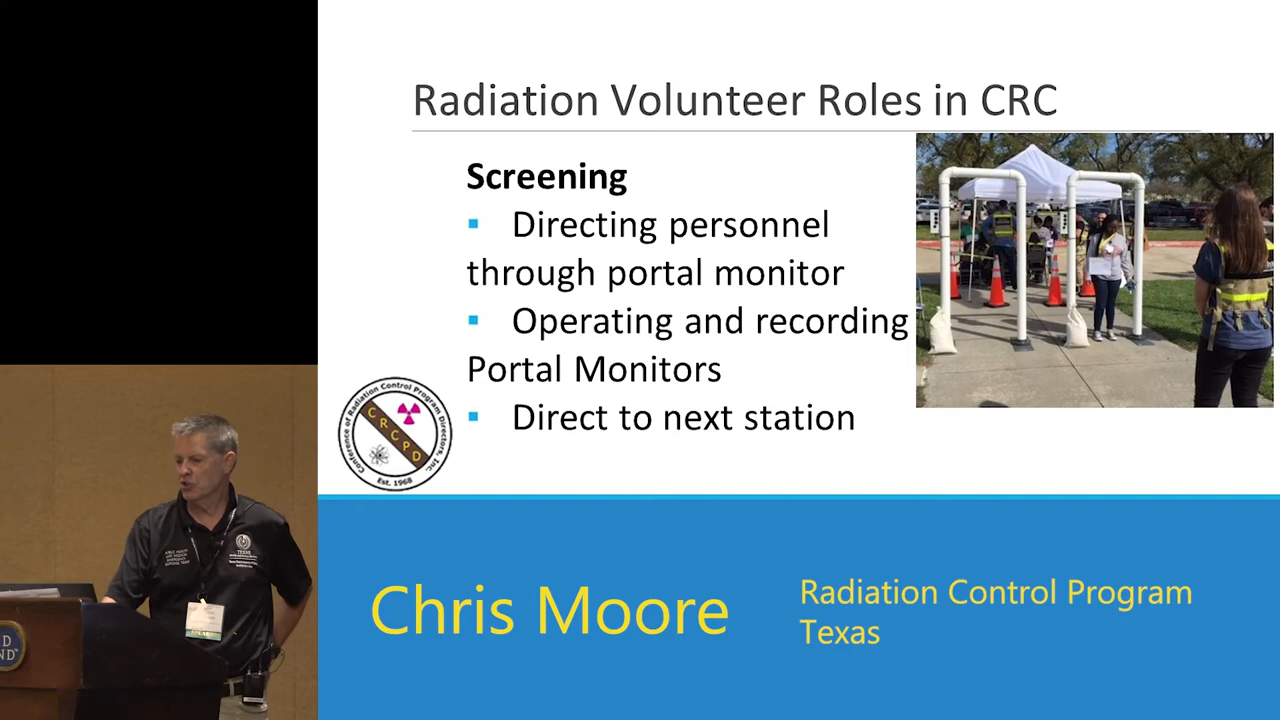 Radiation Volunteer Roles in CRC
Screening
▪ Directing personnel
through portal monitor
▪ Operating and recording
Portal Monitors
▪ Direct to next station
Conference of Radiation Control Program Directors, Inc.
CRCPD
Est. 1968
TEXAS
Chris Moore
Radiation Control Program
Texas